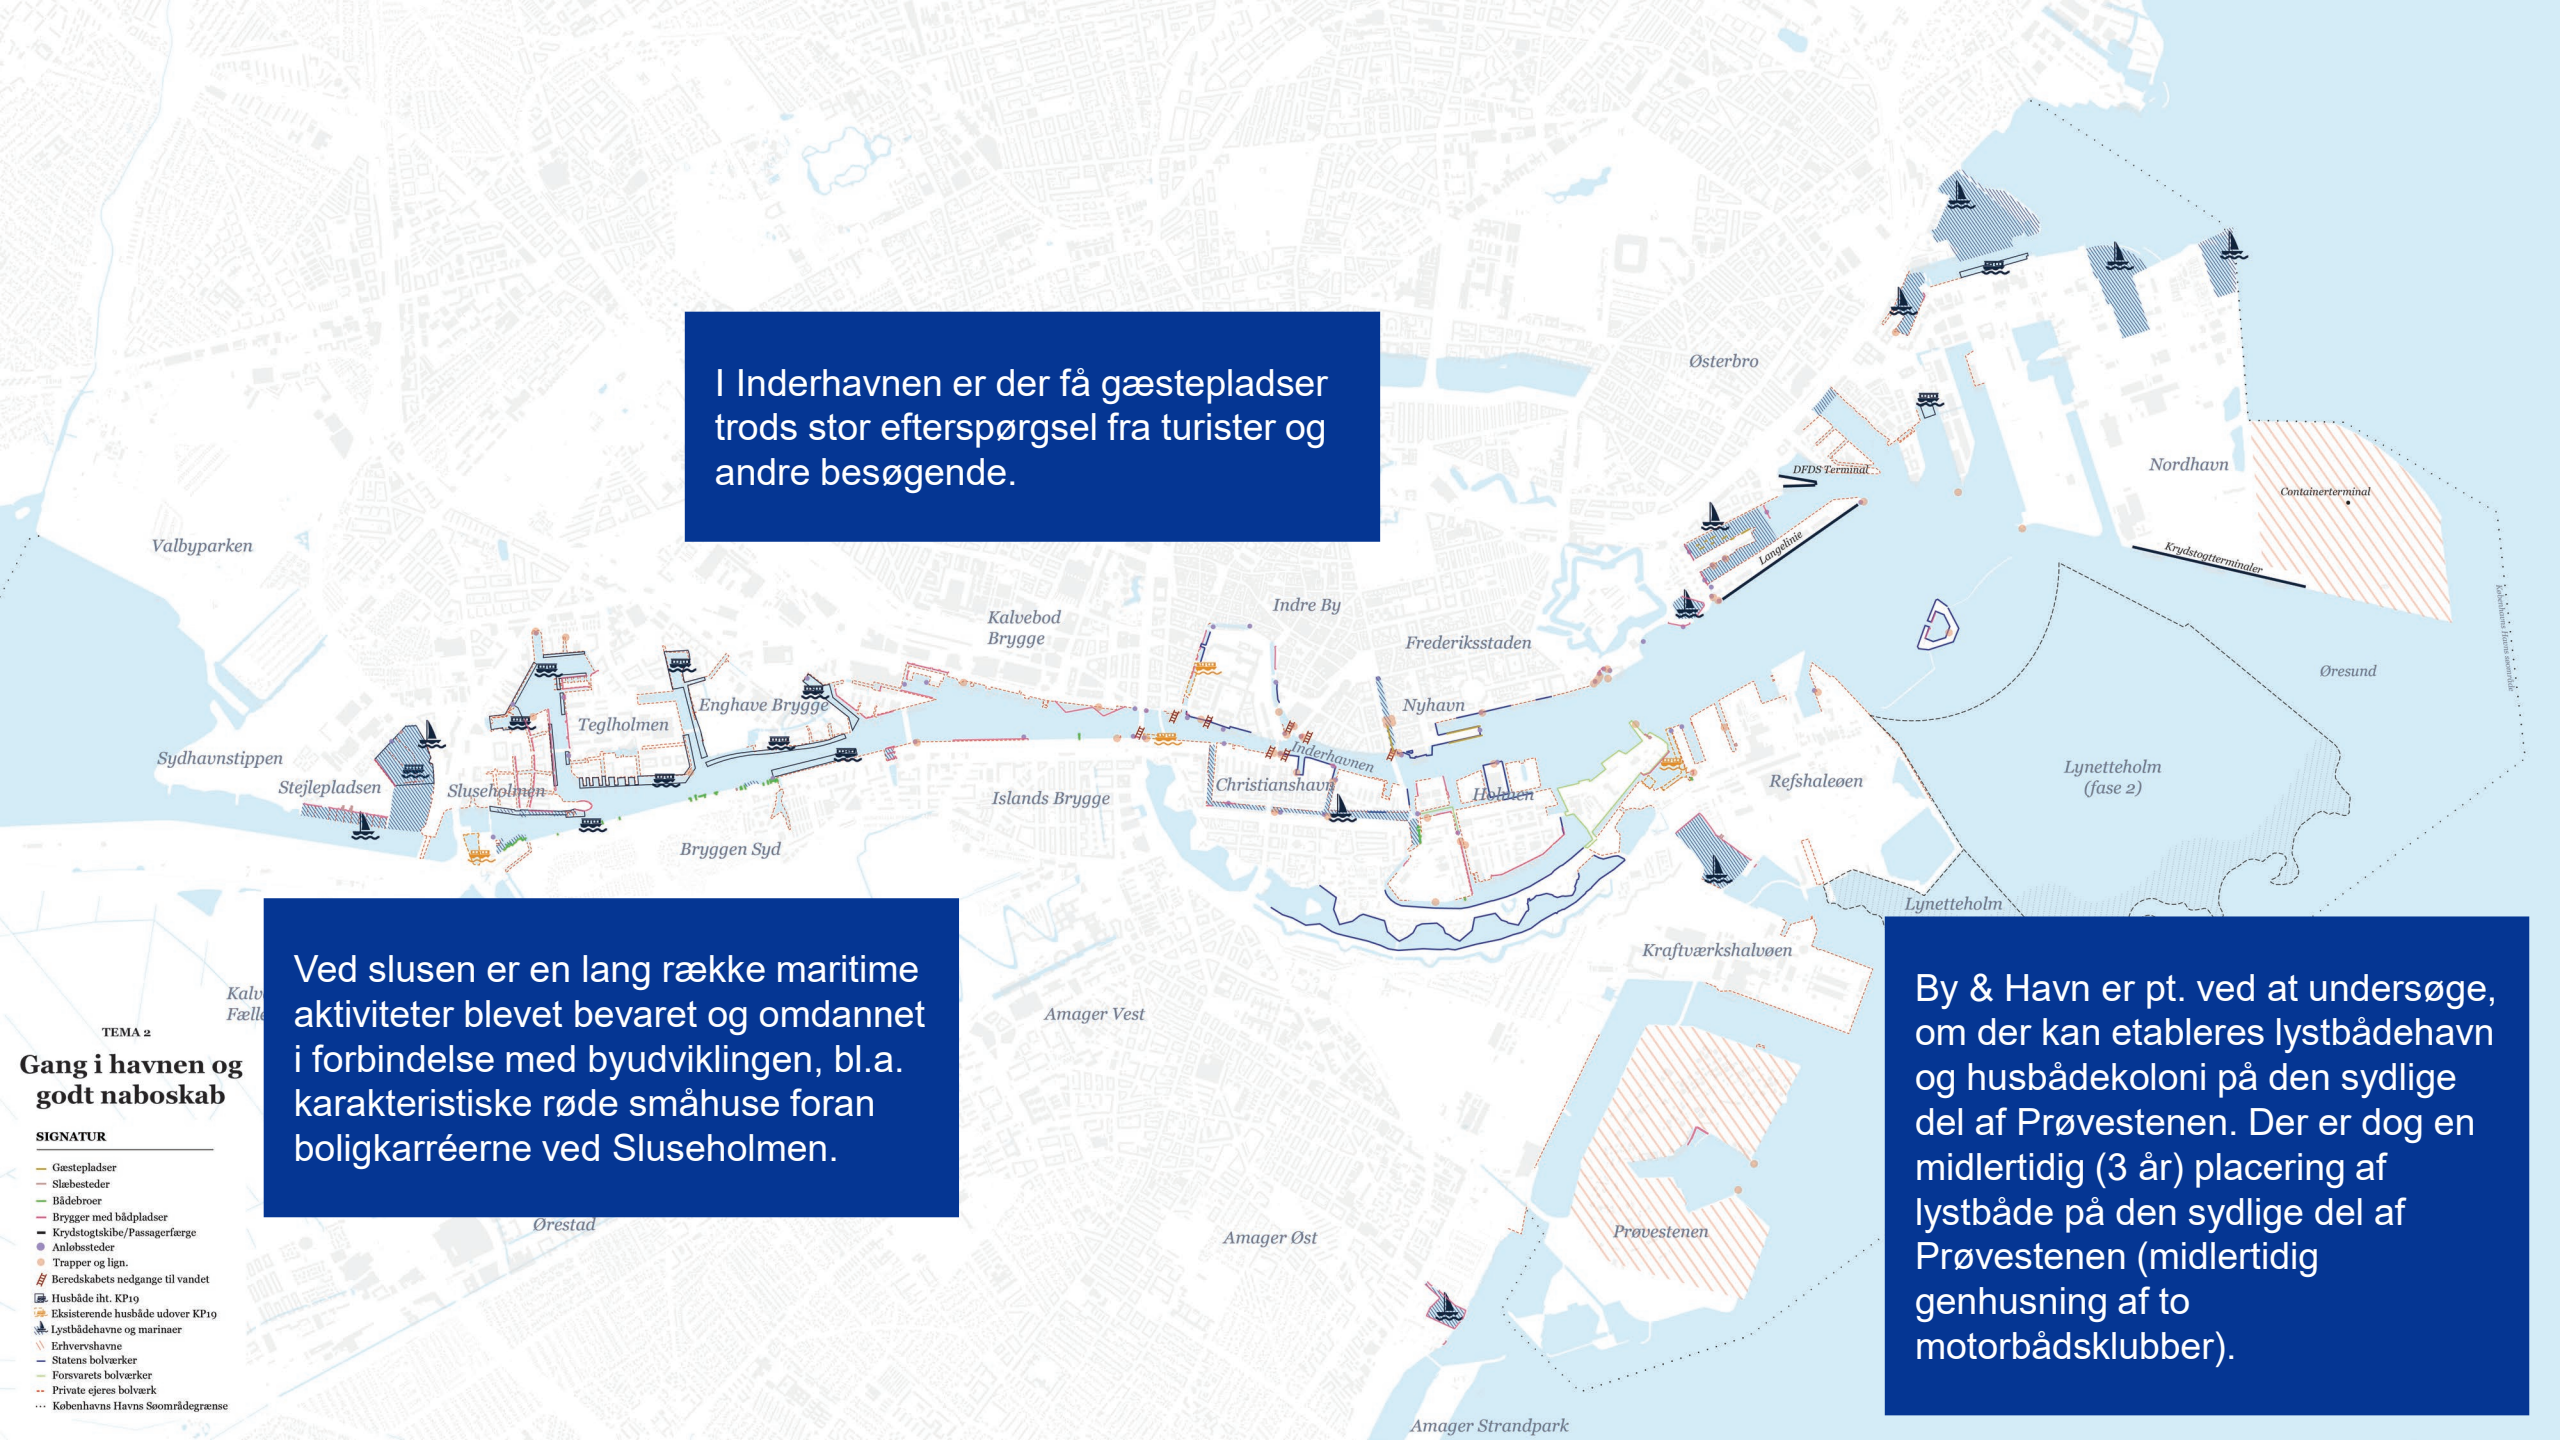 Østerbro
Nordhavn
DFDS Terminal
Containerterminal
Langelinie
Krydstogtterminaler
Københavns Havns søområde
I Inderhavnen er der få gæstepladser
trods stor efterspørgsel fra turister og
andre besøgende.
Valbyparken
Kalvebod
Brygge
Indre By
Frederiksstaden
Øresund
Enghave Brygge
Teglholmen
Nyhavn
Inderhavnen
Sydhavnstippen
Stejlepladsen
Sluseholmen
Islands Brygge
Christianshavn
Holmen
Refshaleøen
Lynetteholm
(fase 2)
Bryggen Syd
Lynetteholm
Kraftværkshalvøen
Amager Vest
Ørestad
Amager Øst
Prøvestenen
Amager Strandpark
Kalv
Fælle
Ved slusen er en lang række maritime
aktiviteter blevet bevaret og omdannet
i forbindelse med byudviklingen, bl.a.
karakteristiske røde småhuse foran
boligkarréerne ved Sluseholmen.
By & Havn er pt. ved at undersøge,
om der kan etableres lystbådehavn
og husbådekoloni på den sydlige
del af Prøvestenen. Der er dog en
midlertidig (3 år) placering af
lystbåde på den sydlige del af
Prøvestenen (midlertidig
genhusning af to
motorbådsklubber).
TEMA 2
Gang i havnen og
godt naboskab
SIGNATUR
Gæstepladser
Slæbesteder
Bådebroer
Brygger med bådpladser
Krydstogtskibe/Passagerfærge
Anløbssteder
Trapper og lign.
Beredskabets nedgange til vandet
Husbåde iht. KP19
Eksisterende husbåde udover KP19
Lystbådehavne og marinaer
Erhvervshavne
Statens bolværker
Forsvarets bolværker
Private ejeres bolværk
Københavns Havns Søområdegrænse